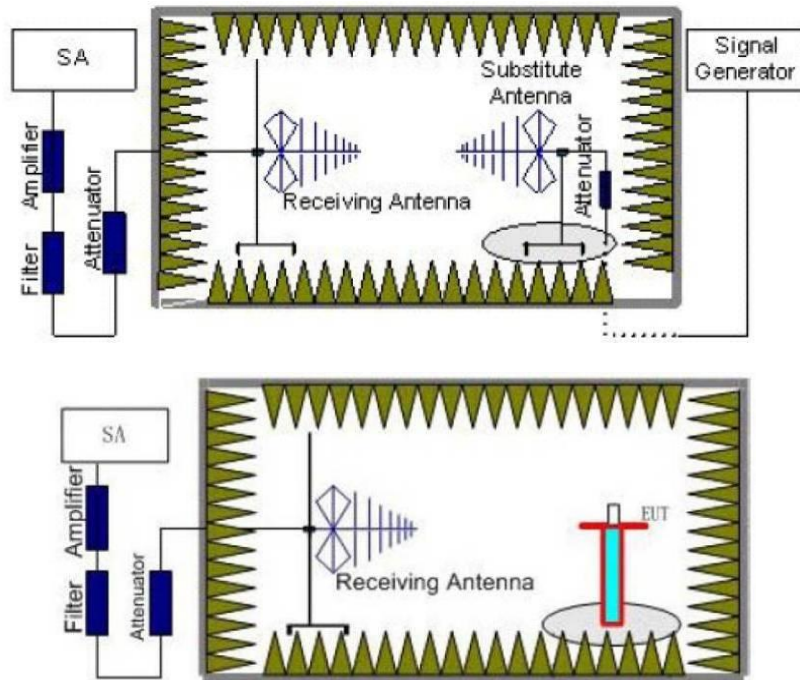 SA
Signal
Generator
Substitute
Antenna
Amplifier
Attenuator
Filter
Receiving Antenna
Attenuator
SA
Amplifier
Filter
Attenuator
Receiving Antenna
EUT